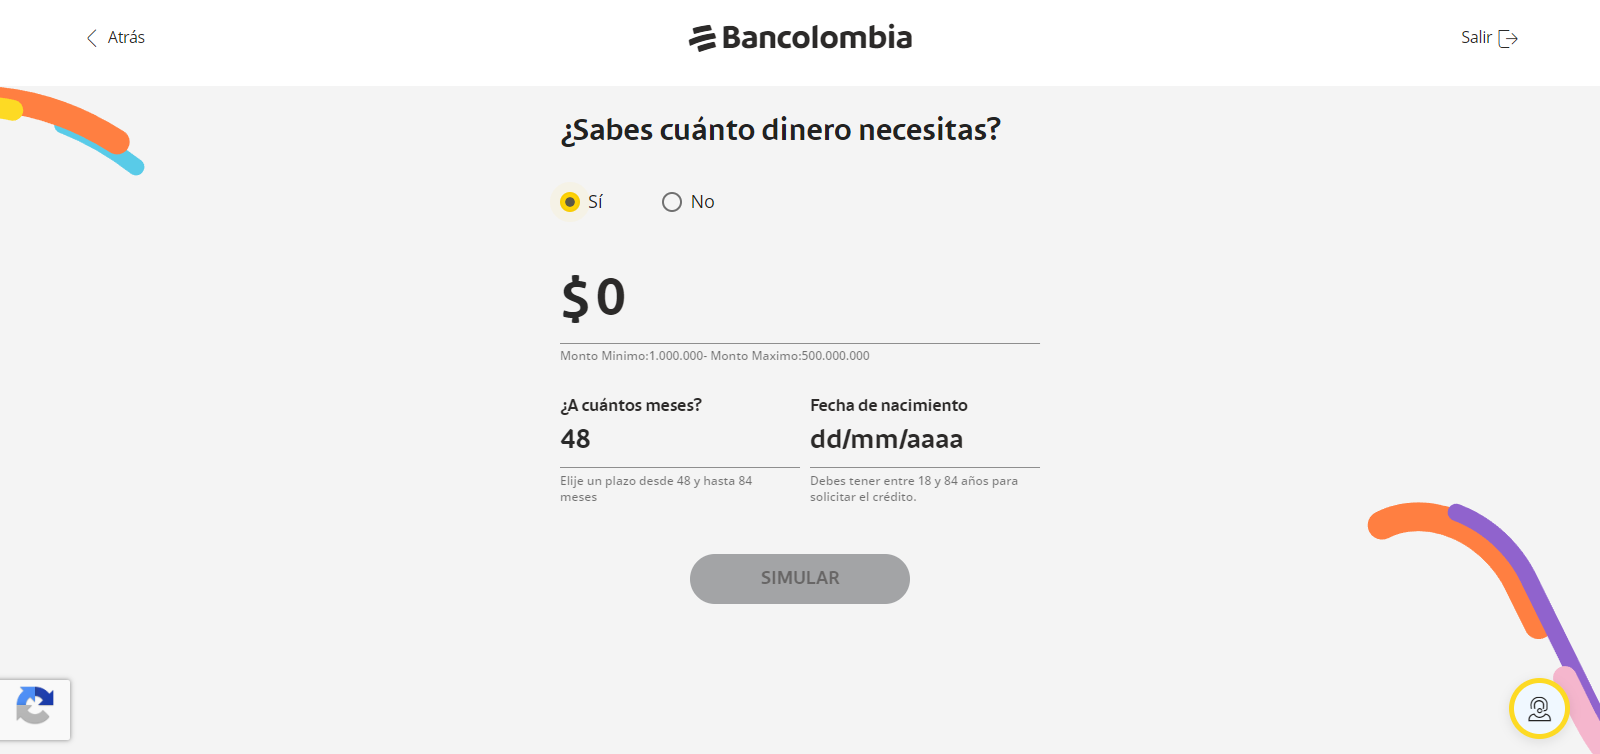 Atrás
Bancolombia
Salir
¿Sabes cuánto dinero necesitas?
Sí
No
$ 0
Monto Minimo:1.000.000- Monto Maximo:500.000.000
¿A cuántos meses?
48
Elije un plazo desde 48 y hasta 84
meses
Fecha de nacimiento
dd/mm/aaaa
Debes tener entre 18 y 84 años para
solicitar el crédito.
SIMULAR